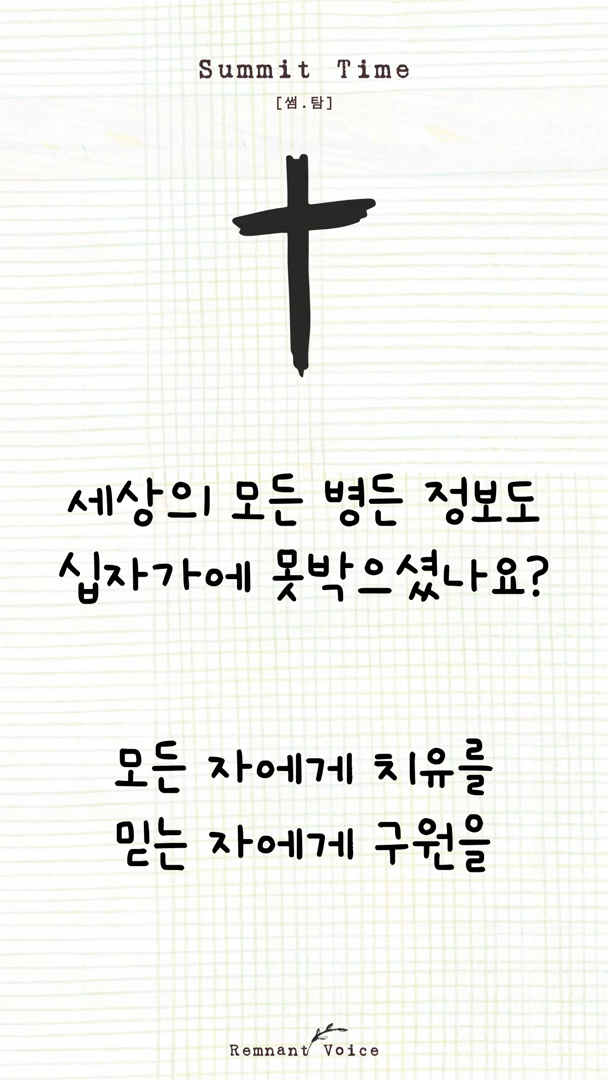 Summit Time
[썸.탐]
세상의 모든 병든 정보도
십자가에 못박으셨나요?
모든 자에게 치유를
믿는 자에게 구원을
Remnant Voice